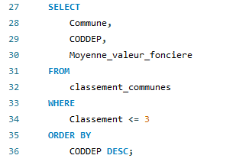 27 SELECT
28 Commune,
29 CODDEP,
30 Moyenne_valeur_fonciere
31 FROM
32 classement_communes
33 WHERE
34 Classement <= 3
35 ORDER BY
36 CODDEP DESC;